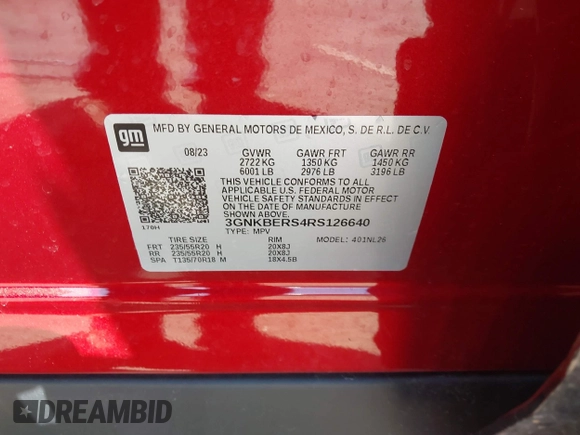 gm
MFD BY GENERAL MOTORS DE MEXICO, S. DE R.L. DE C.V.
08/23 GVWR GAWR FRT GAWR RR
2722 KG 1350 KG 1450 KG
6001 LB 2976 LB 3196 LB
THIS VEHICLE CONFORMS TO ALL
APPLICABLE U.S. FEDERAL MOTOR
VEHICLE SAFETY STANDARDS IN EFFECT
ON THE DATE OF MANUFACTURE
SHOWN ABOVE.
3GNKBERS4RS126640
176H TYPE: MPV
TIRE SIZE RIM MODEL: 401NL26
FRT 235/55R20 H 20X8J
RR 235/55R20 H 20X8J
SPA T135/70R18 M 18X4.5B
DREAMBID